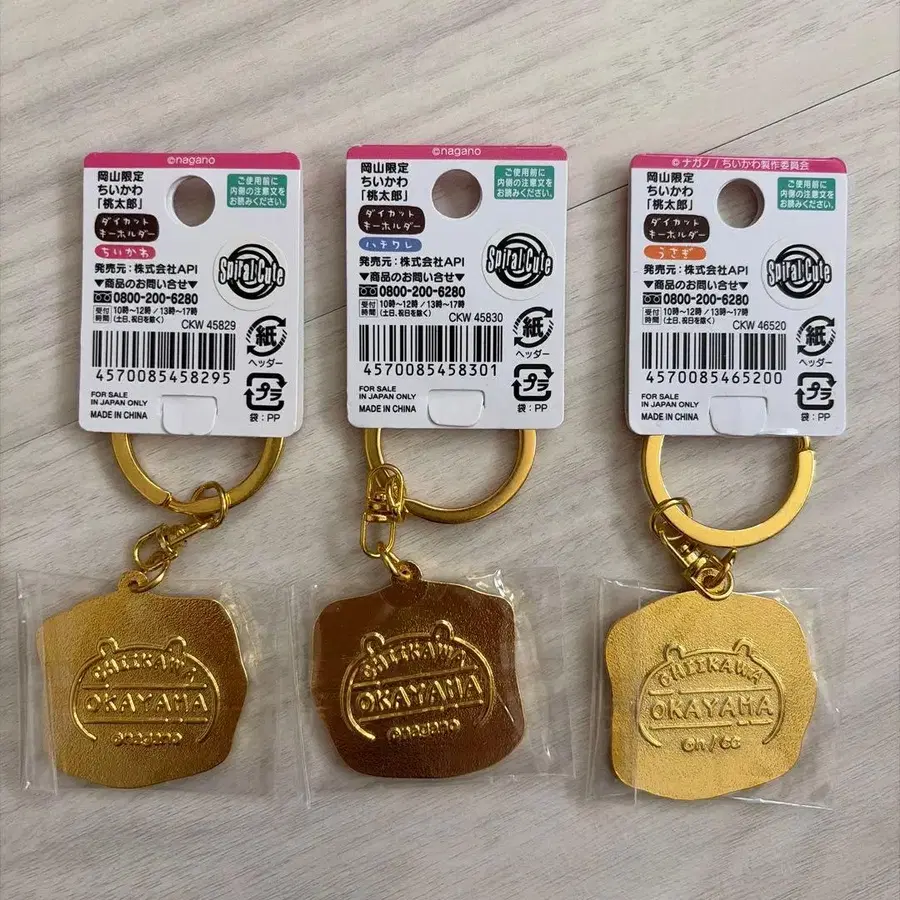 ©nagano
岡山限定
ちいかわ
「桃太郎」
ご使用前に
内側の注意文を
お読みください。
ダイカット
キーホルダー
ちいかわ
Spiral Cute
発売元：株式会社API
▼商品のお問い合せ▼
0800-200-6280
受付時間 10時〜12時/13時〜17時
(土日、祝日を除く)
CKW 45829
4570085458295
紙
ヘッダー
プラ
袋：PP
FOR SALE
IN JAPAN ONLY
MADE IN CHINA
CHIIKAWA
OKAYAMA
©nagano
©nagano
岡山限定
ちいかわ
「桃太郎」
ご使用前に
内側の注意文を
お読みください。
ダイカット
キーホルダー
ハチワレ
Spiral Cute
発売元：株式会社API
▼商品のお問い合せ▼
0800-200-6280
受付時間 10時〜12時/13時〜17時
(土日、祝日を除く)
CKW 45830
4570085458301
紙
ヘッダー
プラ
袋：PP
FOR SALE
IN JAPAN ONLY
MADE IN CHINA
CHIIKAWA
OKAYAMA
©nagano
©ナガノ / ちいかわ製作委員会
岡山限定
ちいかわ
「桃太郎」
ご使用前に
内側の注意文を
お読みください。
ダイカット
キーホルダー
うさぎ
Spiral Cute
発売元：株式会社API
▼商品のお問い合せ▼
0800-200-6280
受付時間 10時〜12時/13時〜17時
(土日、祝日を除く)
CKW 46520
4570085465200
紙
ヘッダー
プラ
袋：PP
FOR SALE
IN JAPAN ONLY
MADE IN CHINA
CHIIKAWA
OKAYAMA
©n/cc